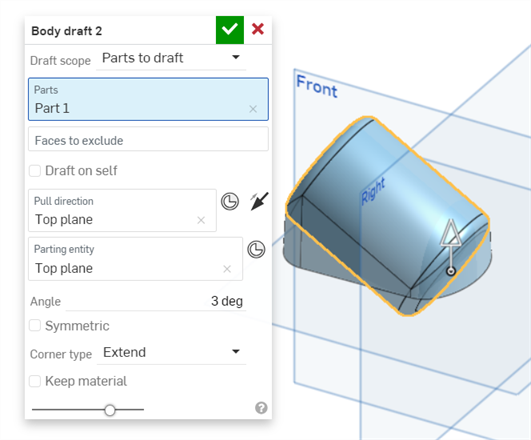 Body draft 2
Draft scope Parts to draft
Parts
Part 1
Faces to exclude
Draft on self
Pull direction
Top plane
Parting entity
Top plane
Angle 3 deg
Symmetric
Corner type Extend
Keep material
Front
Right